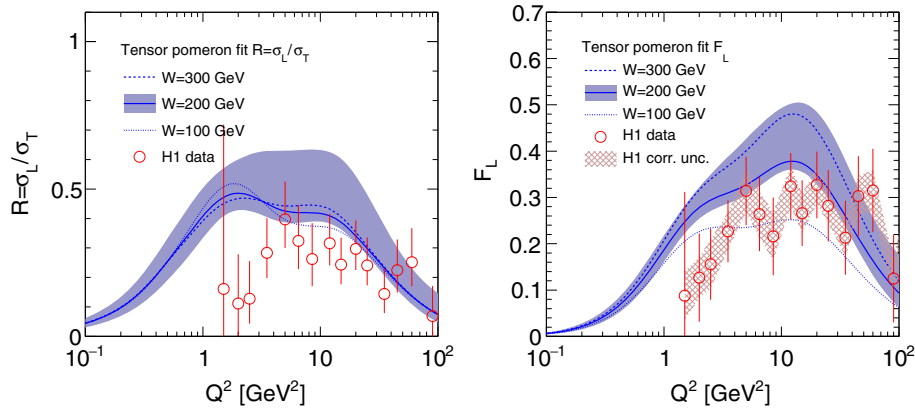 R=σ_L/σ_T
1
0.5
0
Tensor pomeron fit R=σ_L/σ_T
W=300 GeV
W=200 GeV
W=100 GeV
H1 data
10^-1
1
10
10^2
Q^2 [GeV^2]
F_L
0.7
0.6
0.5
0.4
0.3
0.2
0.1
0
Tensor pomeron fit F_L
W=300 GeV
W=200 GeV
W=100 GeV
H1 data
H1 corr. unc.
10^-1
1
10
10^2
Q^2 [GeV^2]